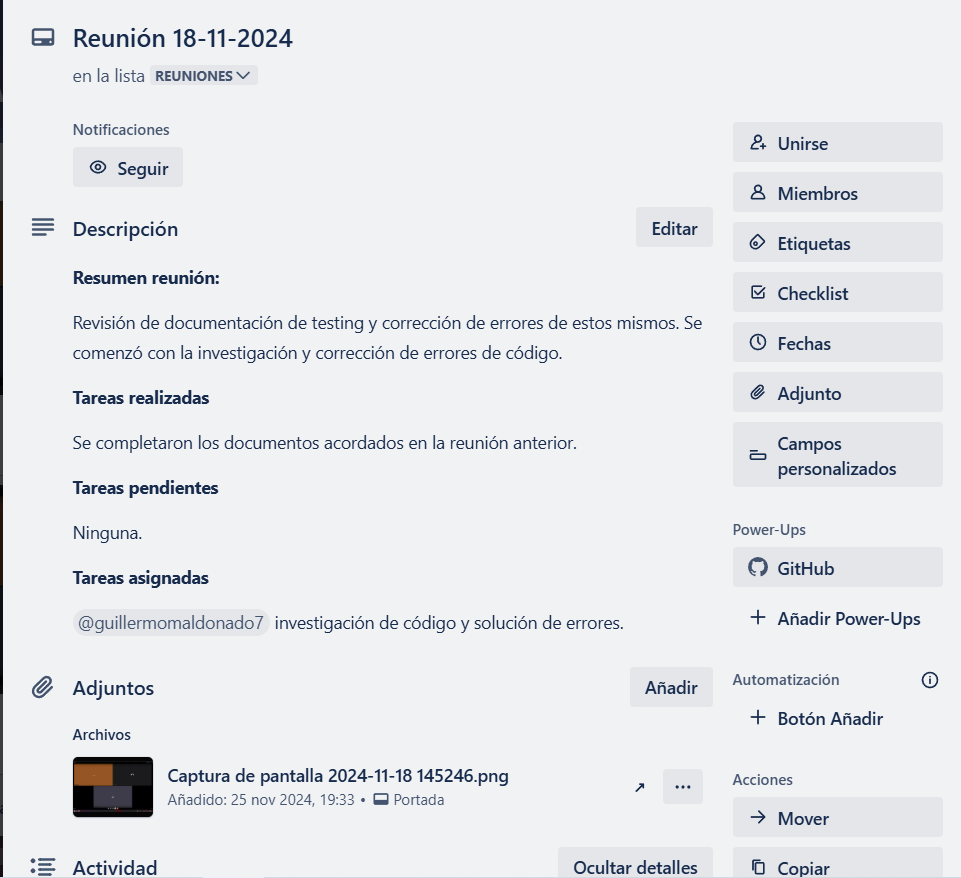 Reunión 18-11-2024
en la lista REUNIONES
Notificaciones
Seguir
Descripción
Editar
Resumen reunión:
Revisión de documentación de testing y corrección de errores de estos mismos. Se
comenzó con la investigación y corrección de errores de código.
Tareas realizadas
Se completaron los documentos acordados en la reunión anterior.
Tareas pendientes
Ninguna.
Tareas asignadas
@guillermomaldonado7 investigación de código y solución de errores.
Adjuntos
Añadir
Archivos
Captura de pantalla 2024-11-18 145246.png
Añadido: 25 nov 2024, 19:33 • Portada
Actividad
Ocultar detalles
Unirse
Miembros
Etiquetas
Checklist
Fechas
Adjunto
Campos
personalizados
Power-Ups
GitHub
Añadir Power-Ups
Automatización
Botón Añadir
Acciones
Mover
Copiar